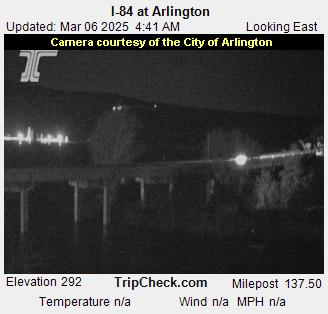 I-84 at Arlington
Updated: Mar 06 2025 4:41 AM Looking East
Camera courtesy of the City of Arlington
Elevation 292 TripCheck.com Milepost 137.50
Temperature n/a Wind n/a MPH n/a